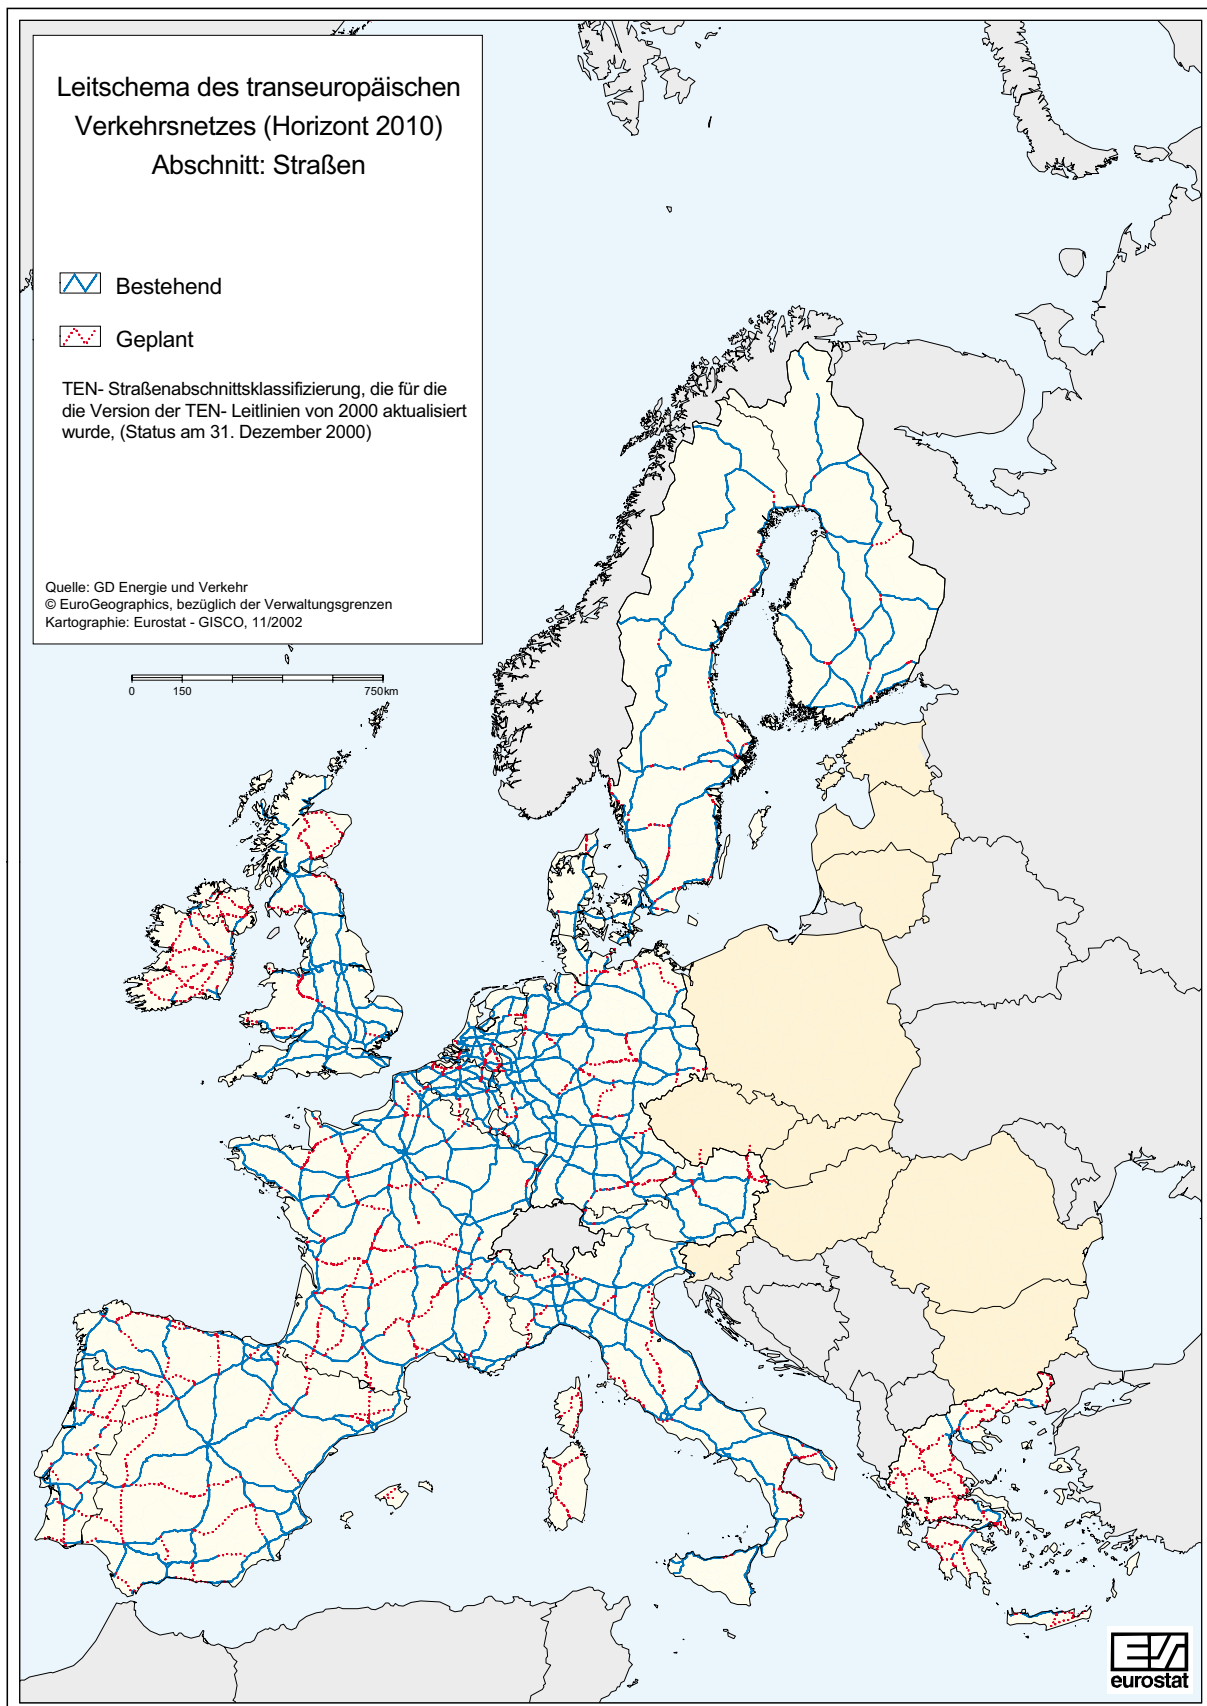 Leitschema des transeuropäischen
Verkehrsnetzes (Horizont 2010)
Abschnitt: Straßen
Bestehend
Geplant
TEN- Straßenabschnittsklassifizierung, die für die
die Version der TEN- Leitlinien von 2000 aktualisiert
wurde, (Status am 31. Dezember 2000)
Quelle: GD Energie und Verkehr
© EuroGeographics, bezüglich der Verwaltungsgrenzen
Kartographie: Eurostat - GISCO, 11/2002
0 150 750km
eurostat